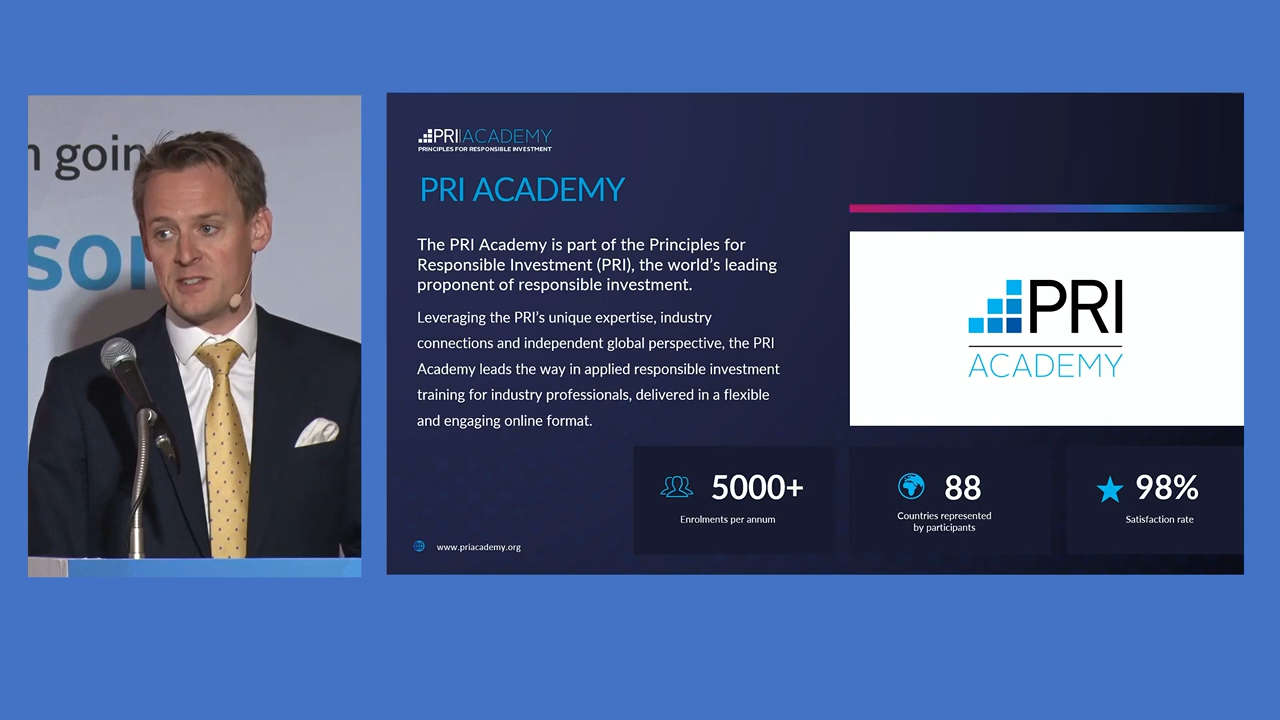 goin
son
PRI ACADEMY
PRINCIPLES FOR RESPONSIBLE INVESTMENT
PRI ACADEMY
The PRI Academy is part of the Principles for
Responsible Investment (PRI), the world's leading
proponent of responsible investment.
Leveraging the PRI's unique expertise, industry
connections and independent global perspective, the PRI
Academy leads the way in applied responsible investment
training for industry professionals, delivered in a flexible
and engaging online format.
PRI
ACADEMY
5000+
Enrolments per annum
88
Countries represented
by participants
98%
Satisfaction rate
www.priacademy.org